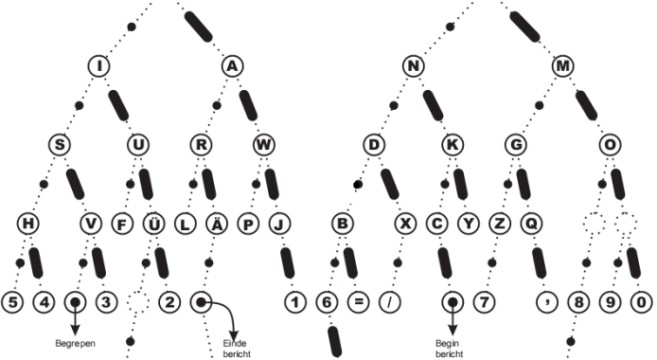 I A N M
S U R W D K G O
H V F Ü L Ä P J B X C Y Z Q
5 4 3 2 1 6 = / 7 , 8 9 0
Begrepen Einde Begin
bericht bericht